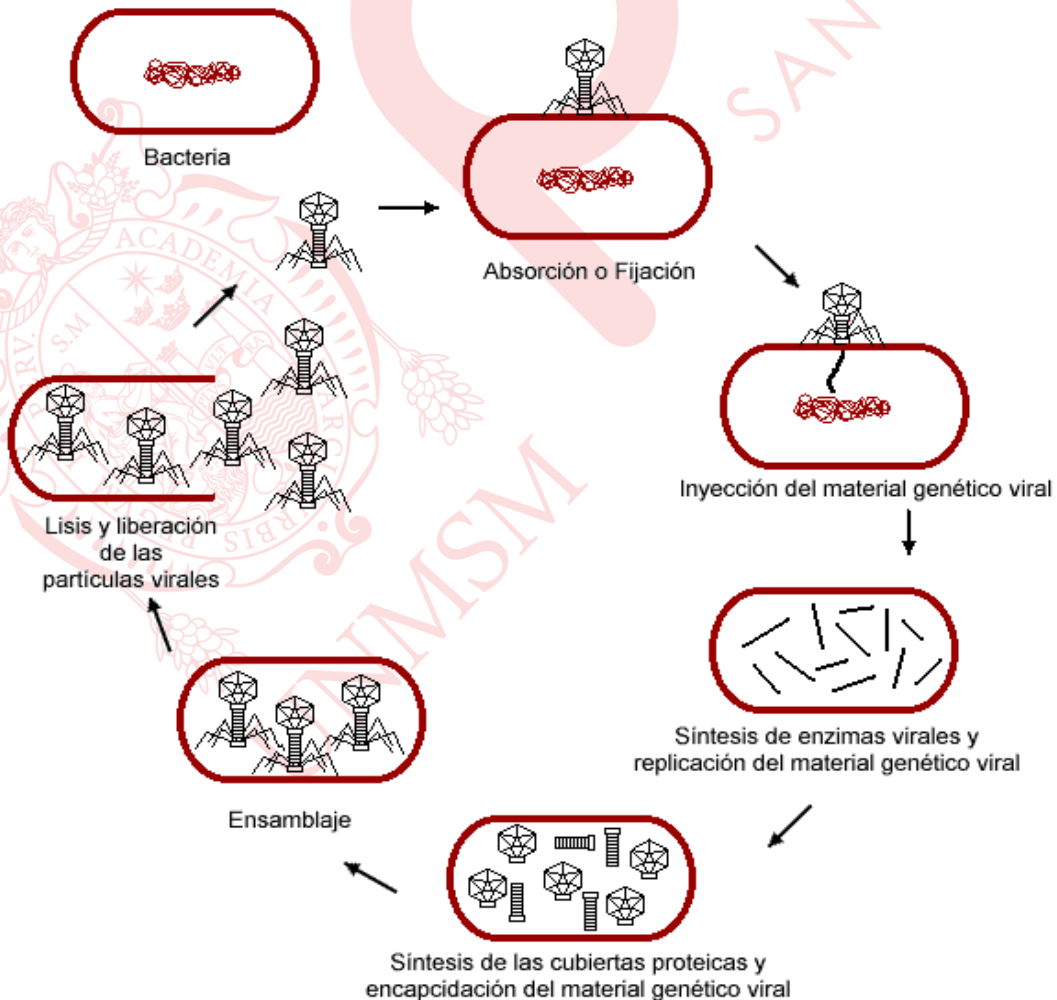 Bacteria
Absorción o Fijación
Inyección del material genético viral
Síntesis de enzimas virales y
replicación del material genético viral
Síntesis de las cubiertas proteicas y
encapcidación del material genético viral
Ensamblaje
Lisis y liberación
de las
partículas virales
SAN
UNMSM
ACADEMIA
S.M
ORBIS